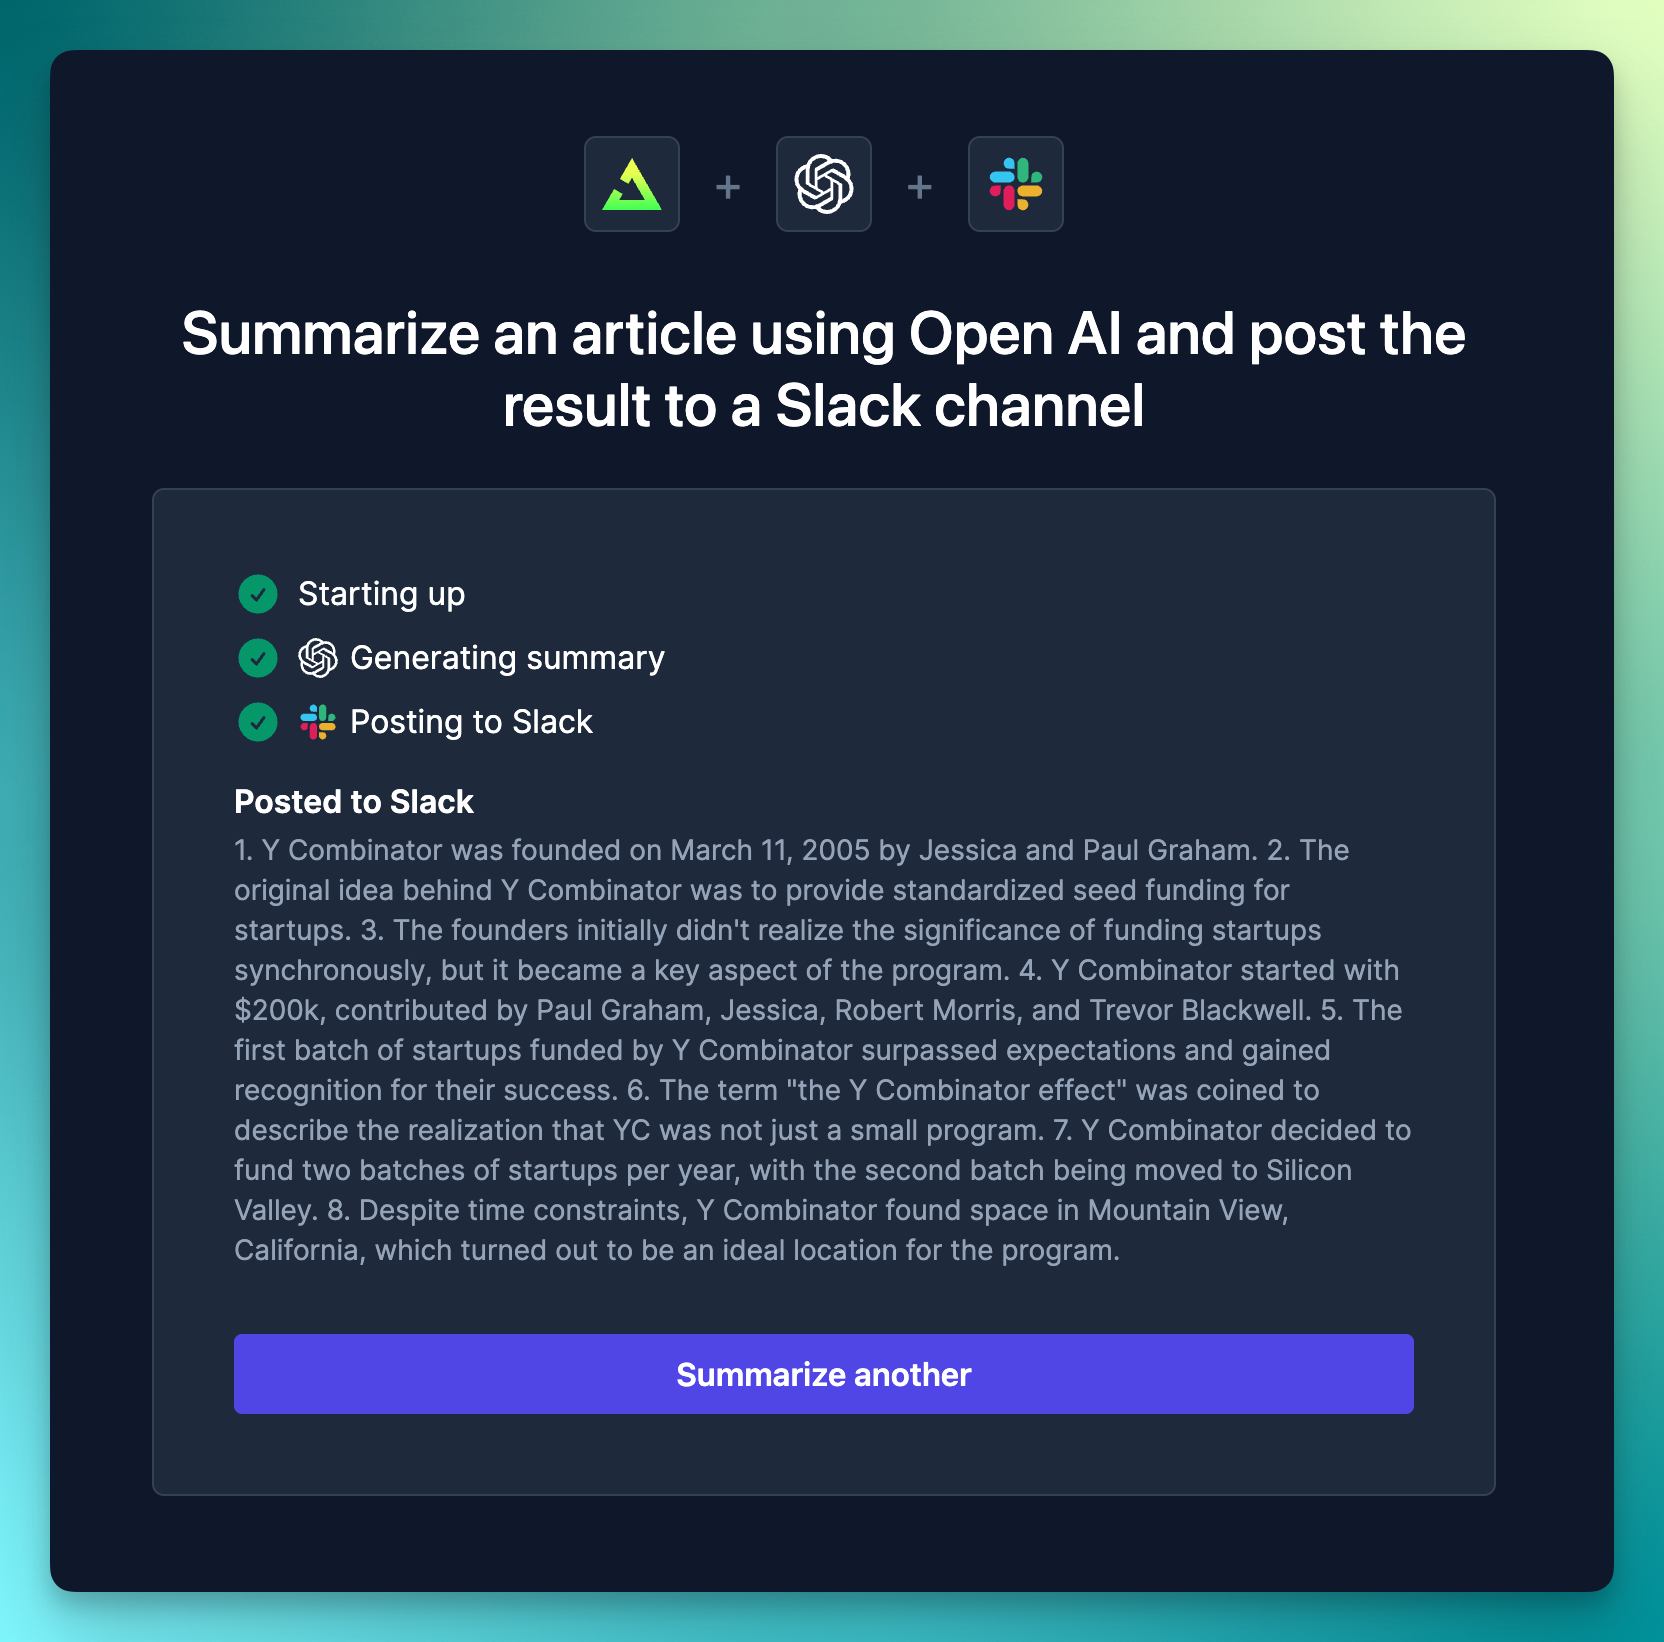 + +
Summarize an article using Open AI and post the
result to a Slack channel
Starting up
Generating summary
Posting to Slack
Posted to Slack
1. Y Combinator was founded on March 11, 2005 by Jessica and Paul Graham. 2. The
original idea behind Y Combinator was to provide standardized seed funding for
startups. 3. The founders initially didn't realize the significance of funding startups
synchronously, but it became a key aspect of the program. 4. Y Combinator started with
$200k, contributed by Paul Graham, Jessica, Robert Morris, and Trevor Blackwell. 5. The
first batch of startups funded by Y Combinator surpassed expectations and gained
recognition for their success. 6. The term "the Y Combinator effect" was coined to
describe the realization that YC was not just a small program. 7. Y Combinator decided to
fund two batches of startups per year, with the second batch being moved to Silicon
Valley. 8. Despite time constraints, Y Combinator found space in Mountain View,
California, which turned out to be an ideal location for the program.
Summarize another